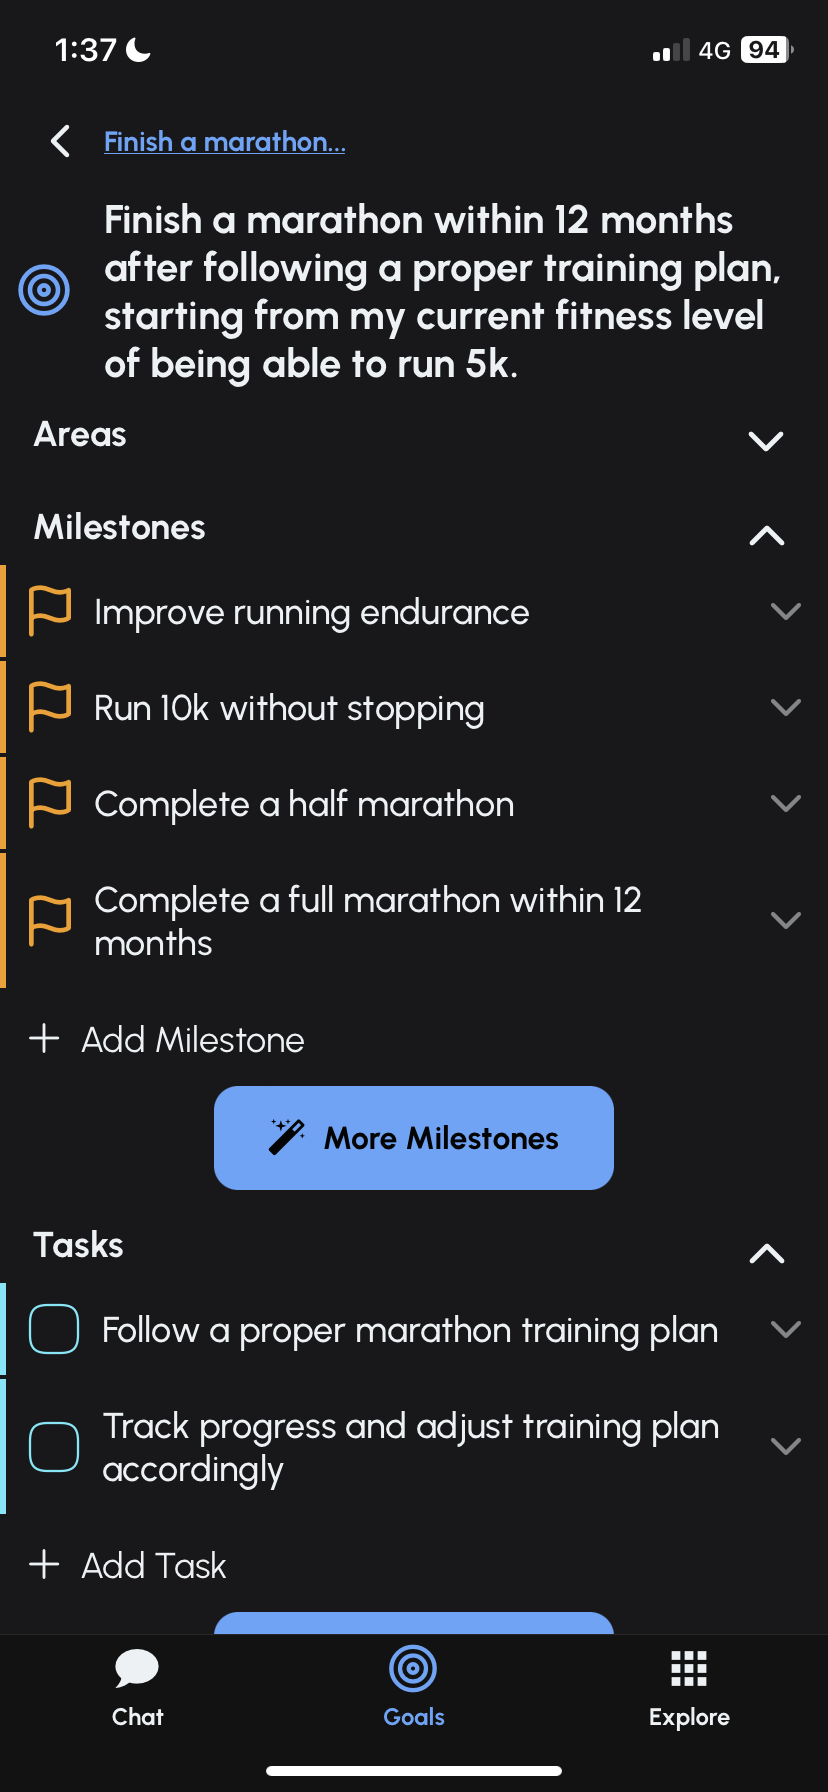 1:37
4G 94
Finish a marathon...
Finish a marathon within 12 months
after following a proper training plan,
starting from my current fitness level
of being able to run 5k.
Areas
Milestones
Improve running endurance
Run 10k without stopping
Complete a half marathon
Complete a full marathon within 12
months
Add Milestone
More Milestones
Tasks
Follow a proper marathon training plan
Track progress and adjust training plan
accordingly
Add Task
Chat
Goals
Explore